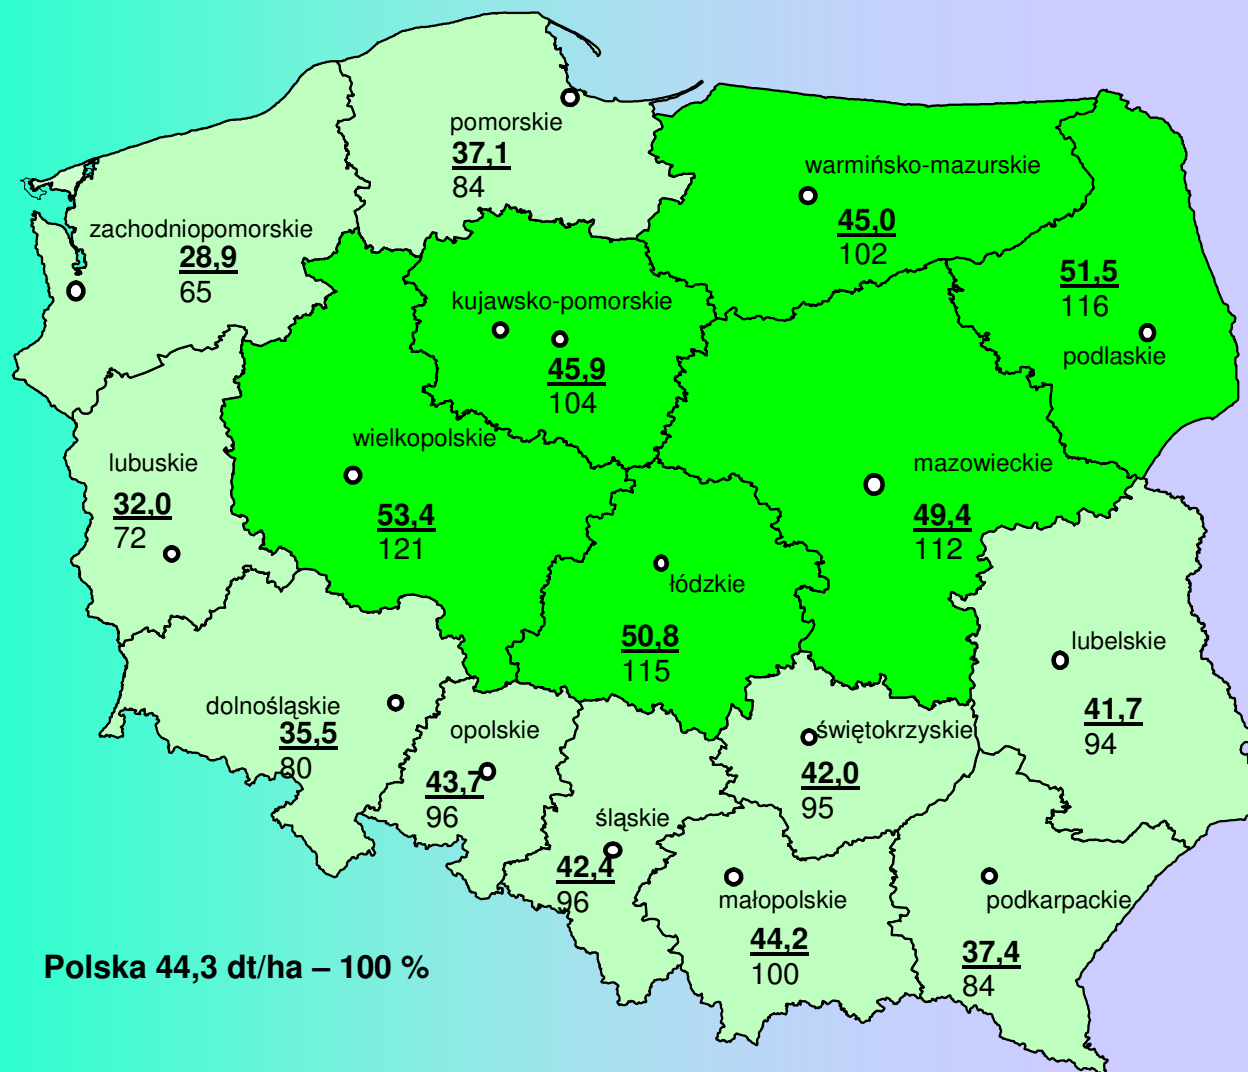 pomorskie
37,1
84
warmińsko-mazurskie
45,0
102
zachodniopomorskie
28,9
65
51,5
116
podlaskie
kujawsko-pomorskie
45,9
104
wielkopolskie
53,4
121
lubuskie
32,0
72
mazowieckie
49,4
112
łódzkie
50,8
115
lubelskie
41,7
94
dolnośląskie
35,5
80
opolskie
43,7
96
świętokrzyskie
42,0
95
śląskie
42,4
96
małopolskie
44,2
100
podkarpackie
37,4
84
Polska 44,3 dt/ha – 100 %